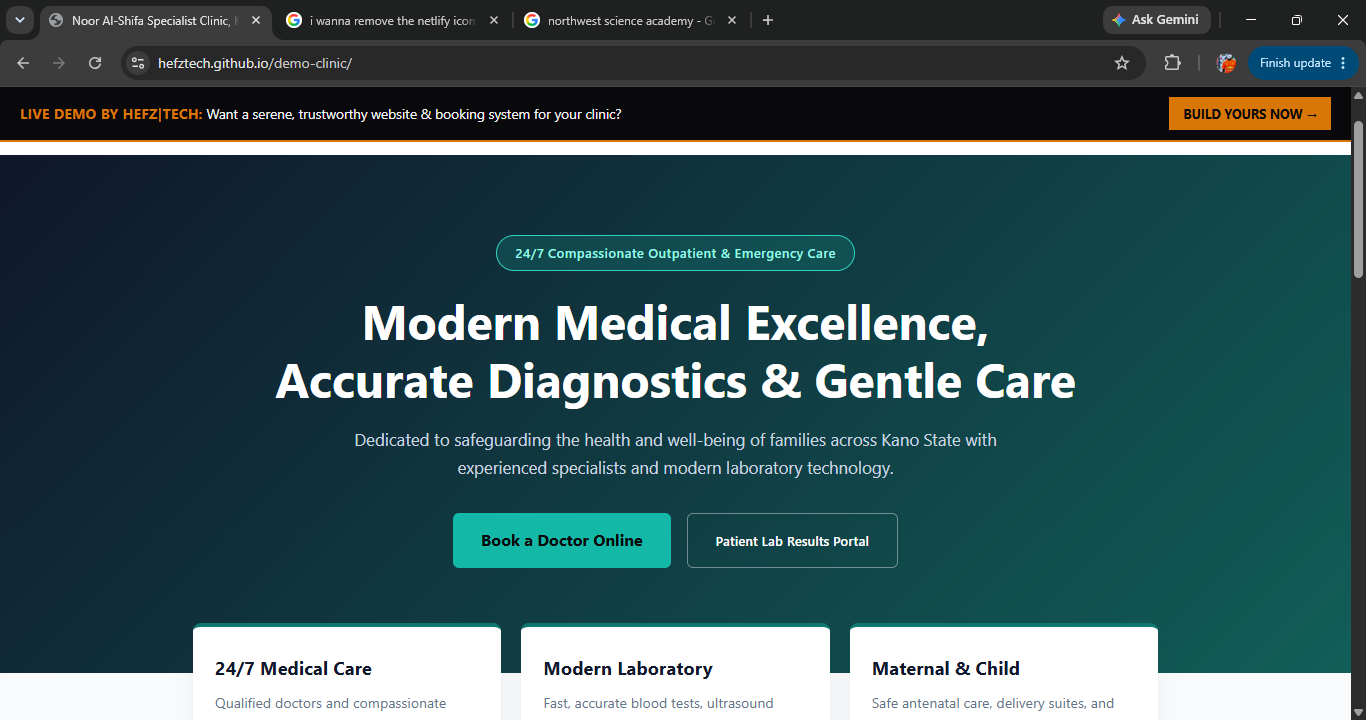 Noor Al-Shifa Specialist Clinic,
i wanna remove the netlify icon
northwest science academy - G
Ask Gemini
hefztech.github.io/demo-clinic/
Finish update
LIVE DEMO BY HEFZ|TECH: Want a serene, trustworthy website & booking system for your clinic?
BUILD YOURS NOW →
24/7 Compassionate Outpatient & Emergency Care
Modern Medical Excellence,
Accurate Diagnostics & Gentle Care
Dedicated to safeguarding the health and well-being of families across Kano State with
experienced specialists and modern laboratory technology.
Book a Doctor Online
Patient Lab Results Portal
24/7 Medical Care
Qualified doctors and compassionate
Modern Laboratory
Fast, accurate blood tests, ultrasound
Maternal & Child
Safe antenatal care, delivery suites, and